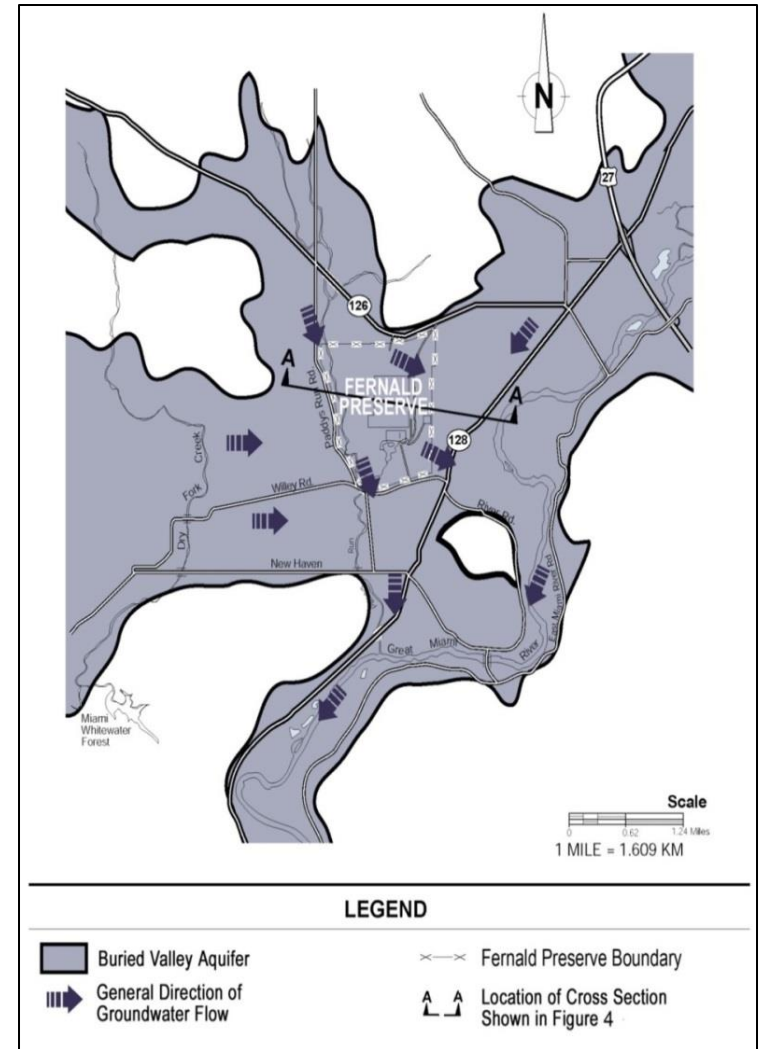 N
27
126
A
A
FERNALD
PRESERVE
Paddys Run Rd.
128
Creek
Fork
Dry
Willey Rd.
River Rd.
Run
New Haven
East Miami River Rd
Great
Miami
River
Miami
Whitewater
Forest
Scale
0 0.62 1.24 Miles
1 MILE = 1.609 KM
LEGEND
Buried Valley Aquifer
Fernald Preserve Boundary
General Direction of
Groundwater Flow
A A
Location of Cross Section
Shown in Figure 4